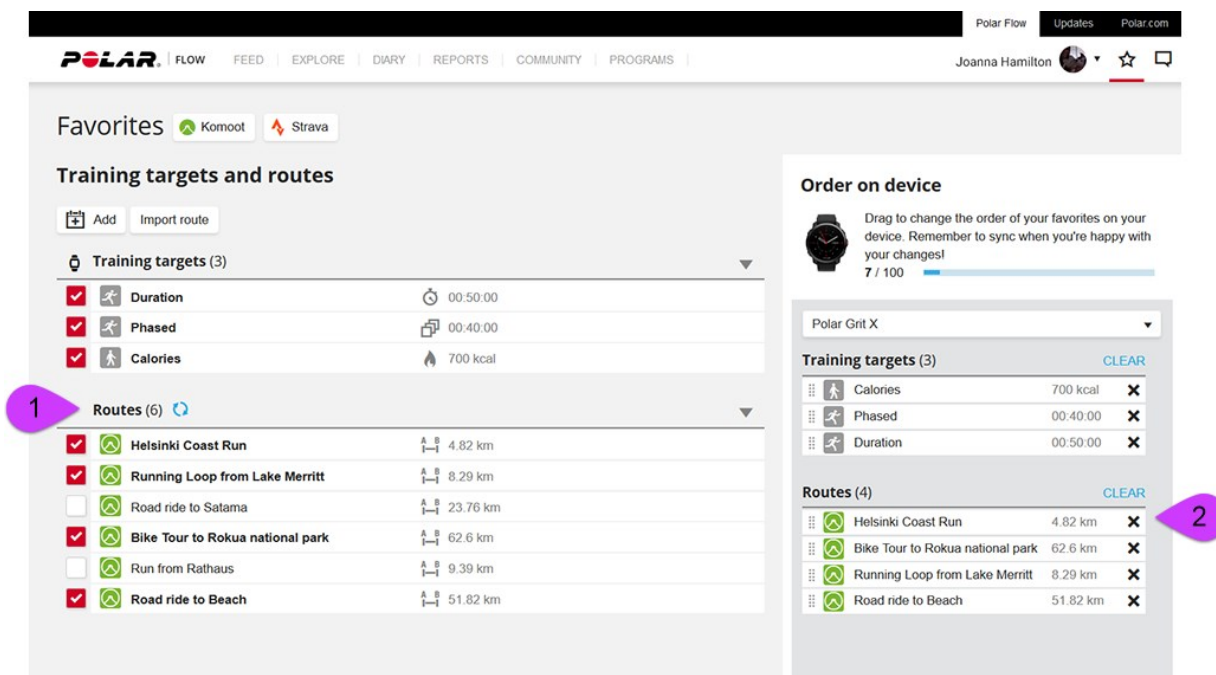 Polar Flow Updates Polar.com
POLAR. FLOW FEED EXPLORE DIARY REPORTS COMMUNITY PROGRAMS Joanna Hamilton
Favorites Komoot Strava
Training targets and routes
Add Import route
Training targets (3)
Duration 00:50:00
Phased 00:40:00
Calories 700 kcal
1
Routes (6)
Helsinki Coast Run A B 4.82 km
Running Loop from Lake Merritt A B 8.29 km
Road ride to Satama A B 23.76 km
Bike Tour to Rokua national park A B 62.6 km
Run from Rathaus A B 9.39 km
Road ride to Beach A B 51.82 km
Order on device
Drag to change the order of your favorites on your
device. Remember to sync when you're happy with
your changes!
7 / 100
Polar Grit X
Training targets (3) CLEAR
Calories 700 kcal
Phased 00:40:00
Duration 00:50:00
Routes (4) CLEAR
Helsinki Coast Run 4.82 km
2
Bike Tour to Rokua national park 62.6 km
Running Loop from Lake Merritt 8.29 km
Road ride to Beach 51.82 km